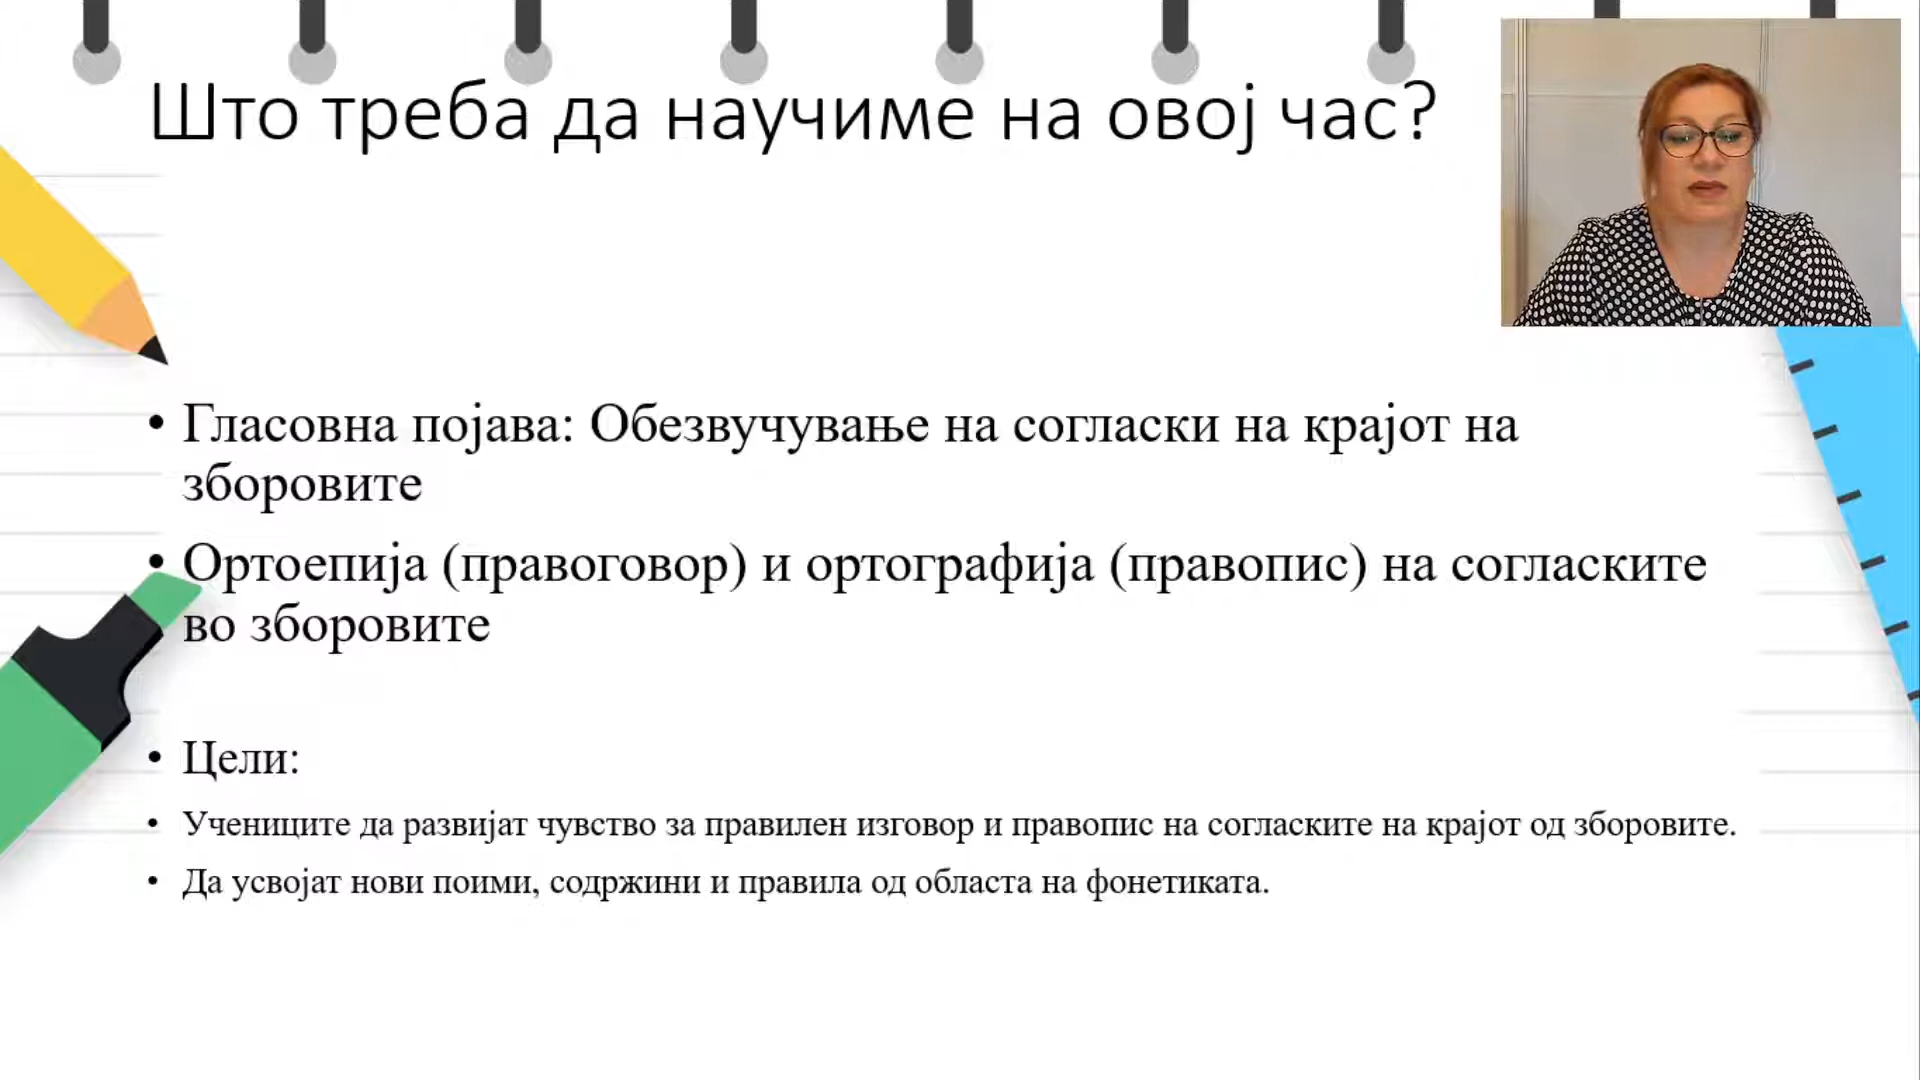 Што треба да научиме на овој час?
• Гласовна појава: Обезвучување на согласки на крајот на
зборовите
• Ортоепија (правоговор) и ортографија (правопис) на согласките
во зборовите
• Цели:
• Учениците да развијат чувство за правилен изговор и правопис на согласките на крајот од зборовите.
• Да усвојат нови поими, содржини и правила од областа на фонетиката.